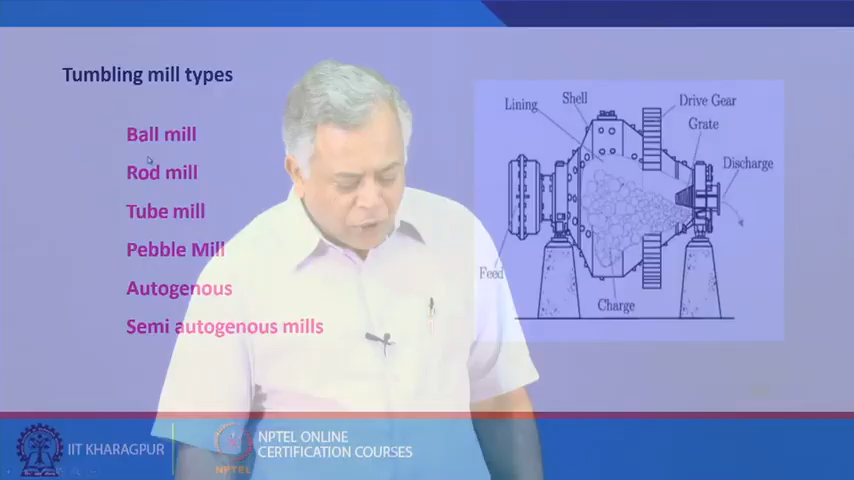 Tumbling mill types
Ball mill
Rod mill
Tube mill
Pebble Mill
Autogenous
Semi autogenous mills
Lining
Shell
Drive Gear
Grate
Discharge
Feed
Charge
IIT KHARAGPUR
NPTEL
NPTEL ONLINE
CERTIFICATION COURSES